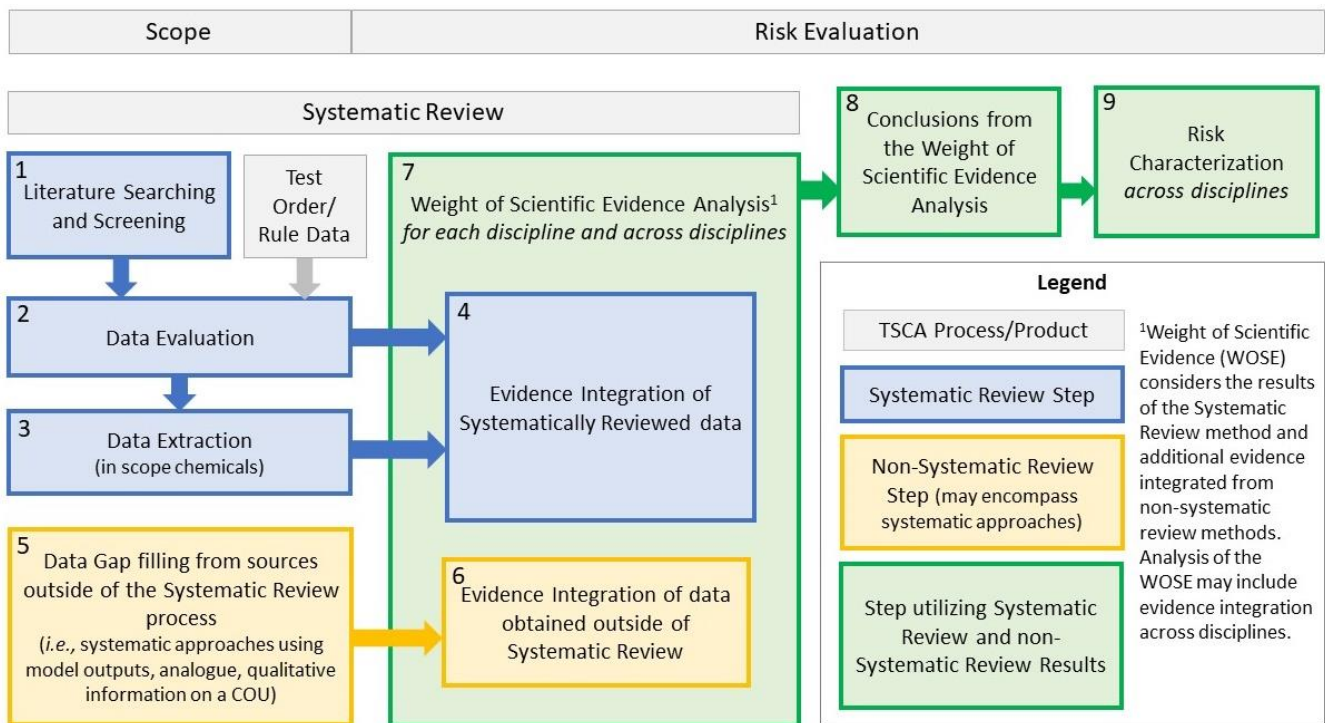 Scope
Risk Evaluation
Systematic Review
1
Literature Searching
and Screening
Test
Order/
Rule Data
2
Data Evaluation
3
Data Extraction
(in scope chemicals)
5
Data Gap filling from sources
outside of the Systematic Review
process
(i.e., systematic approaches using
model outputs, analogue, qualitative
information on a COU)
7
Weight of Scientific Evidence Analysis¹
for each discipline and across disciplines
4
Evidence Integration of
Systematically Reviewed data
6
Evidence Integration of data
obtained outside of
Systematic Review
8
Conclusions from
the Weight of
Scientific Evidence
Analysis
9
Risk
Characterization
across disciplines
Legend
TSCA Process/Product
Systematic Review Step
Non-Systematic Review
Step (may encompass
systematic approaches)
Step utilizing Systematic
Review and non-
Systematic Review Results
¹Weight of Scientific
Evidence (WOSE)
considers the results
of the Systematic
Review method and
additional evidence
integrated from
non-systematic
review methods.
Analysis of the
WOSE may include
evidence integration
across disciplines.